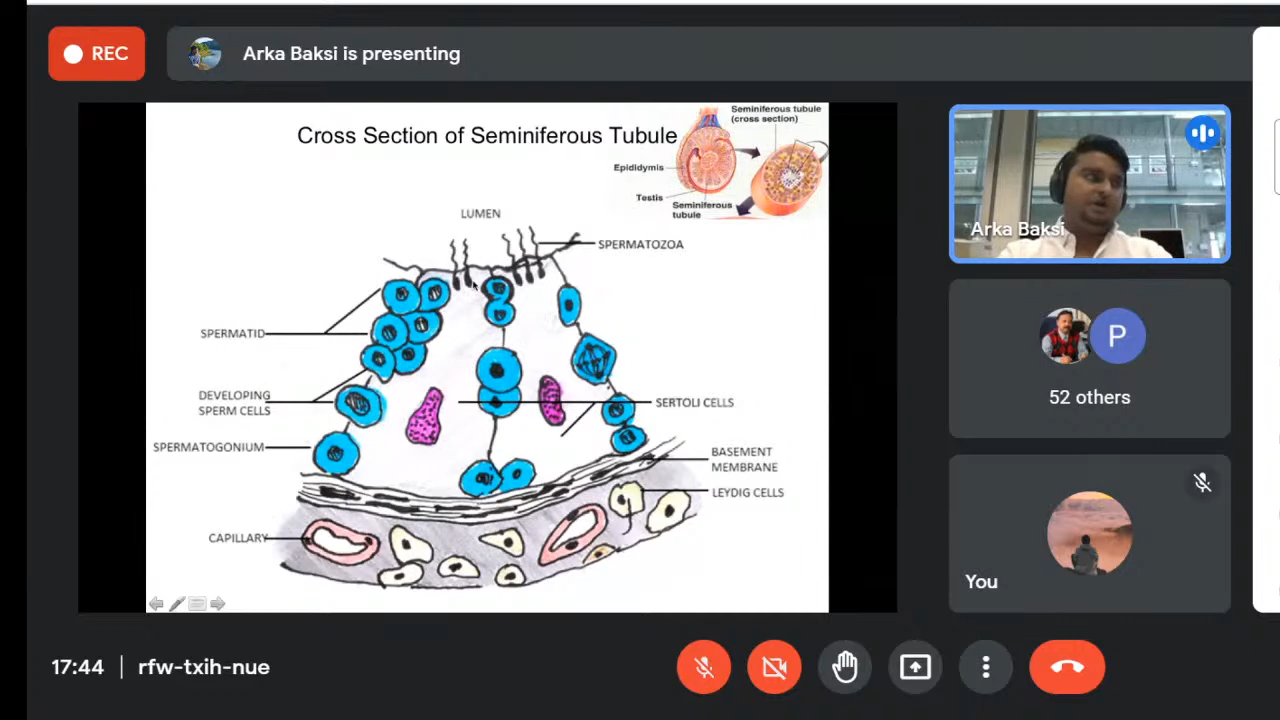 REC
Arka Baksi is presenting
Cross Section of Seminiferous Tubule
Seminiferous tubule
(cross section)
Epididymis
Testis
Seminiferous
tubule
LUMEN
SPERMATOZOA
SPERMATID
DEVELOPING
SPERM CELLS
SPERMATOGONIUM
SERTOLI CELLS
BASEMENT
MEMBRANE
LEYDIG CELLS
CAPILLARY
Arka Baksi
P
52 others
You
17:44
rfw-txih-nue